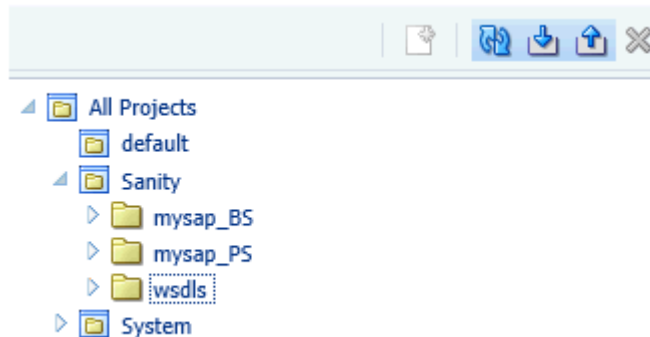 All Projects
default
Sanity
mysap_BS
mysap_PS
wsdls
System